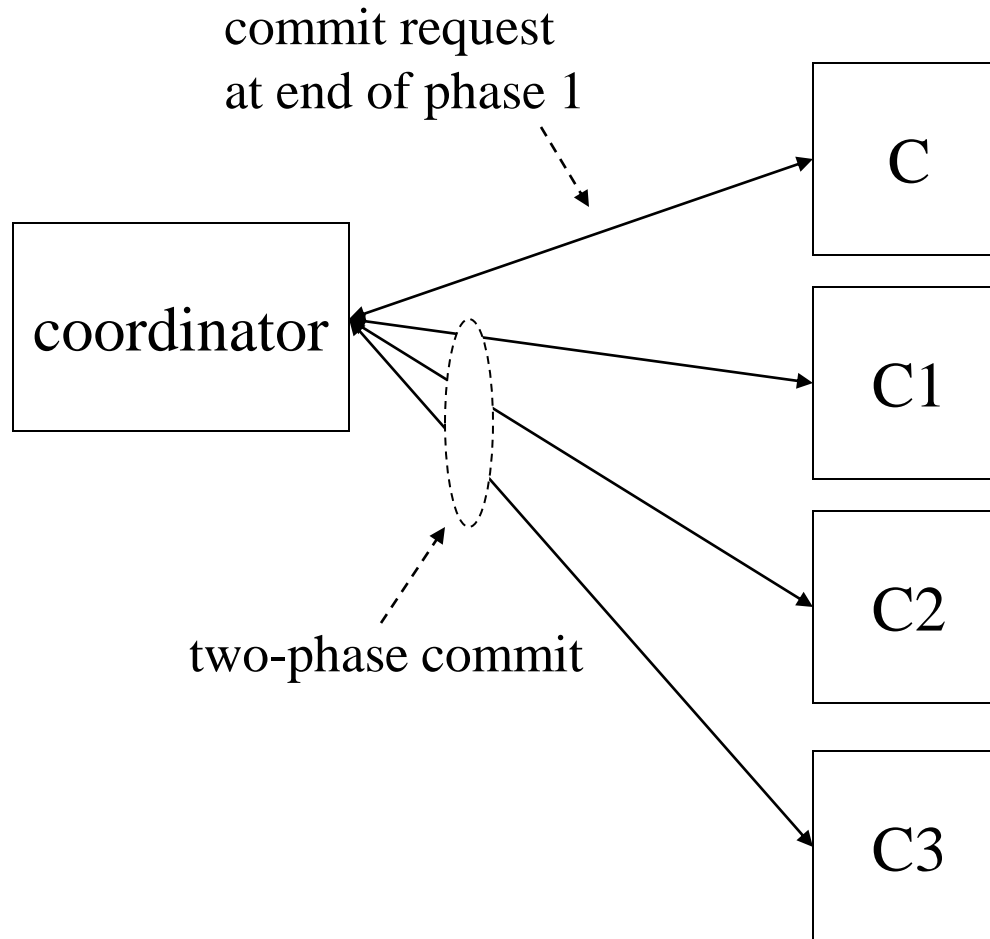 commit request
at end of phase 1
C
coordinator
C1
C2
two-phase commit
C3